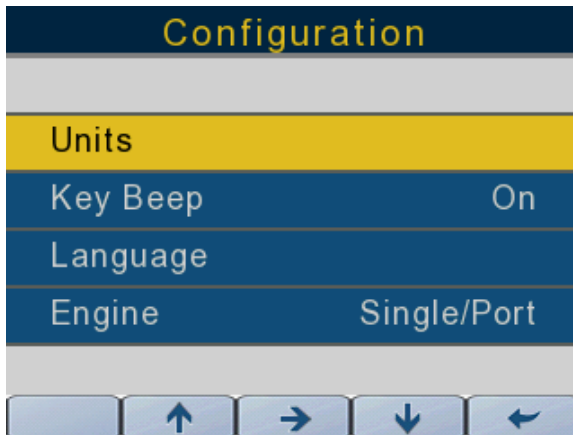 Configuration
Units
Key Beep On
Language
Engine Single/Port